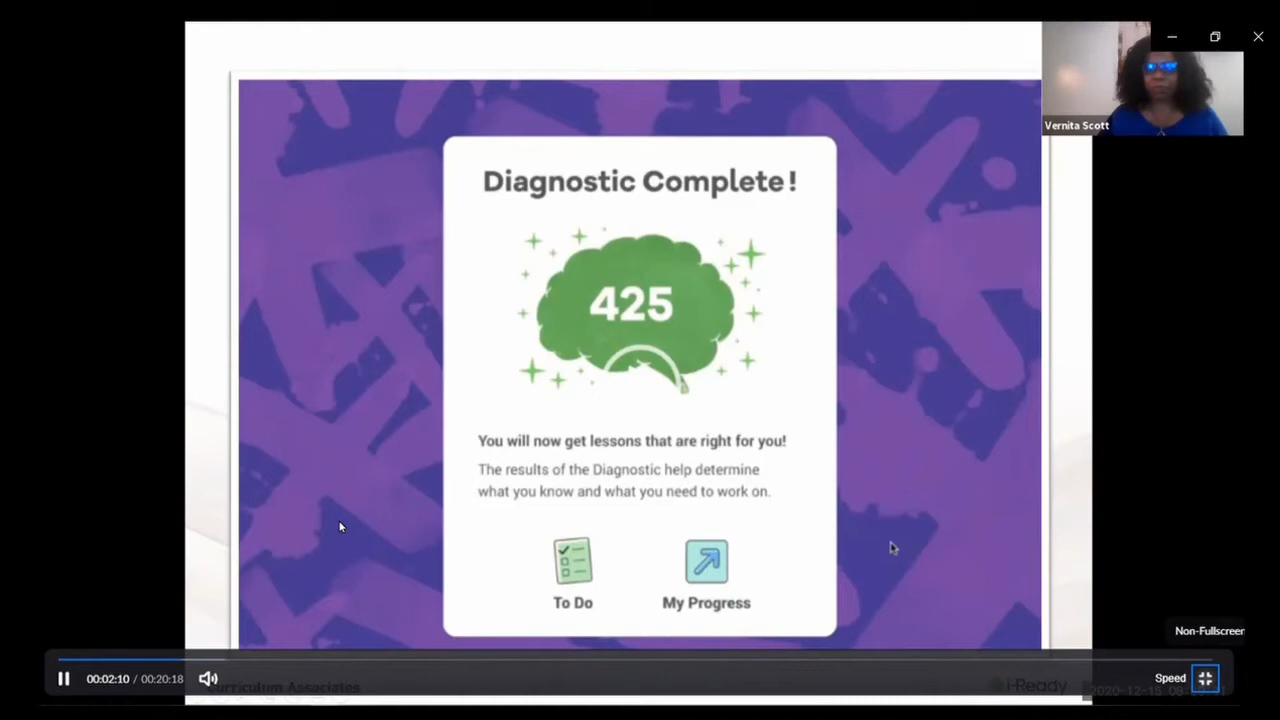 Vernita Scott
Diagnostic Complete!
425
You will now get lessons that are right for you!
The results of the Diagnostic help determine
what you know and what you need to work on.
To Do
My Progress
Non-Fullscreen
00:02:10 / 00:20:18
Speed
Curriculum Associates
i-Ready